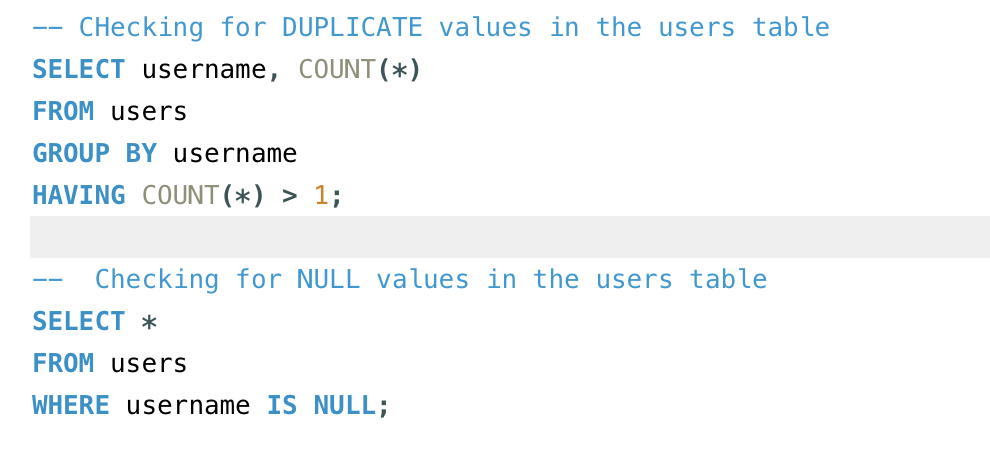 -- CHecking for DUPLICATE values in the users table
SELECT username, COUNT(*)
FROM users
GROUP BY username
HAVING COUNT(*) > 1;
--  Checking for NULL values in the users table
SELECT *
FROM users
WHERE username IS NULL;